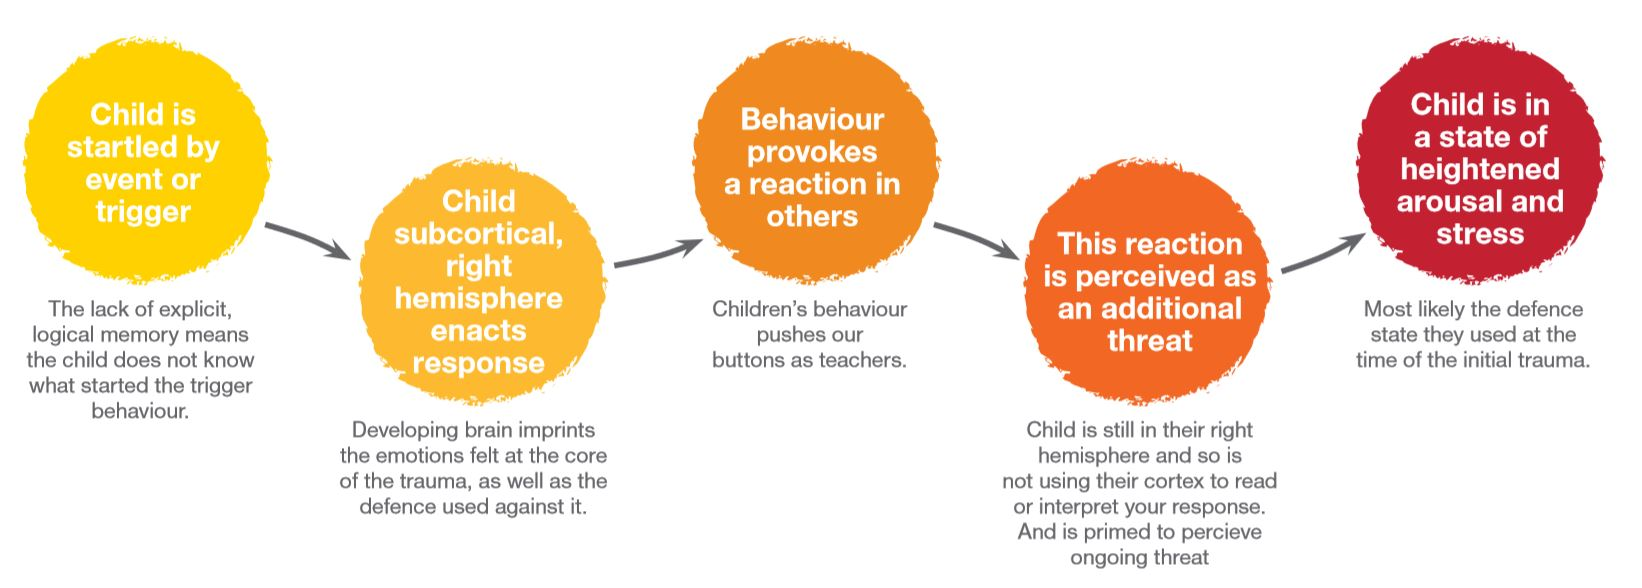 Child is
startled by
event or
trigger
The lack of explicit,
logical memory means
the child does not know
what started the trigger
behaviour.
Child
subcortical,
right
hemisphere
enacts
response
Developing brain imprints
the emotions felt at the core
of the trauma, as well as the
defence used against it.
Behaviour
provokes
a reaction in
others
Children's behaviour
pushes our
buttons as teachers.
This reaction
is perceived as
an additional
threat
Child is still in their right
hemisphere and so is
not using their cortex to read
or interpret your response.
And is primed to percieve
ongoing threat
Child is in
a state of
heightened
arousal and
stress
Most likely the defence
state they used at the
time of the initial trauma.